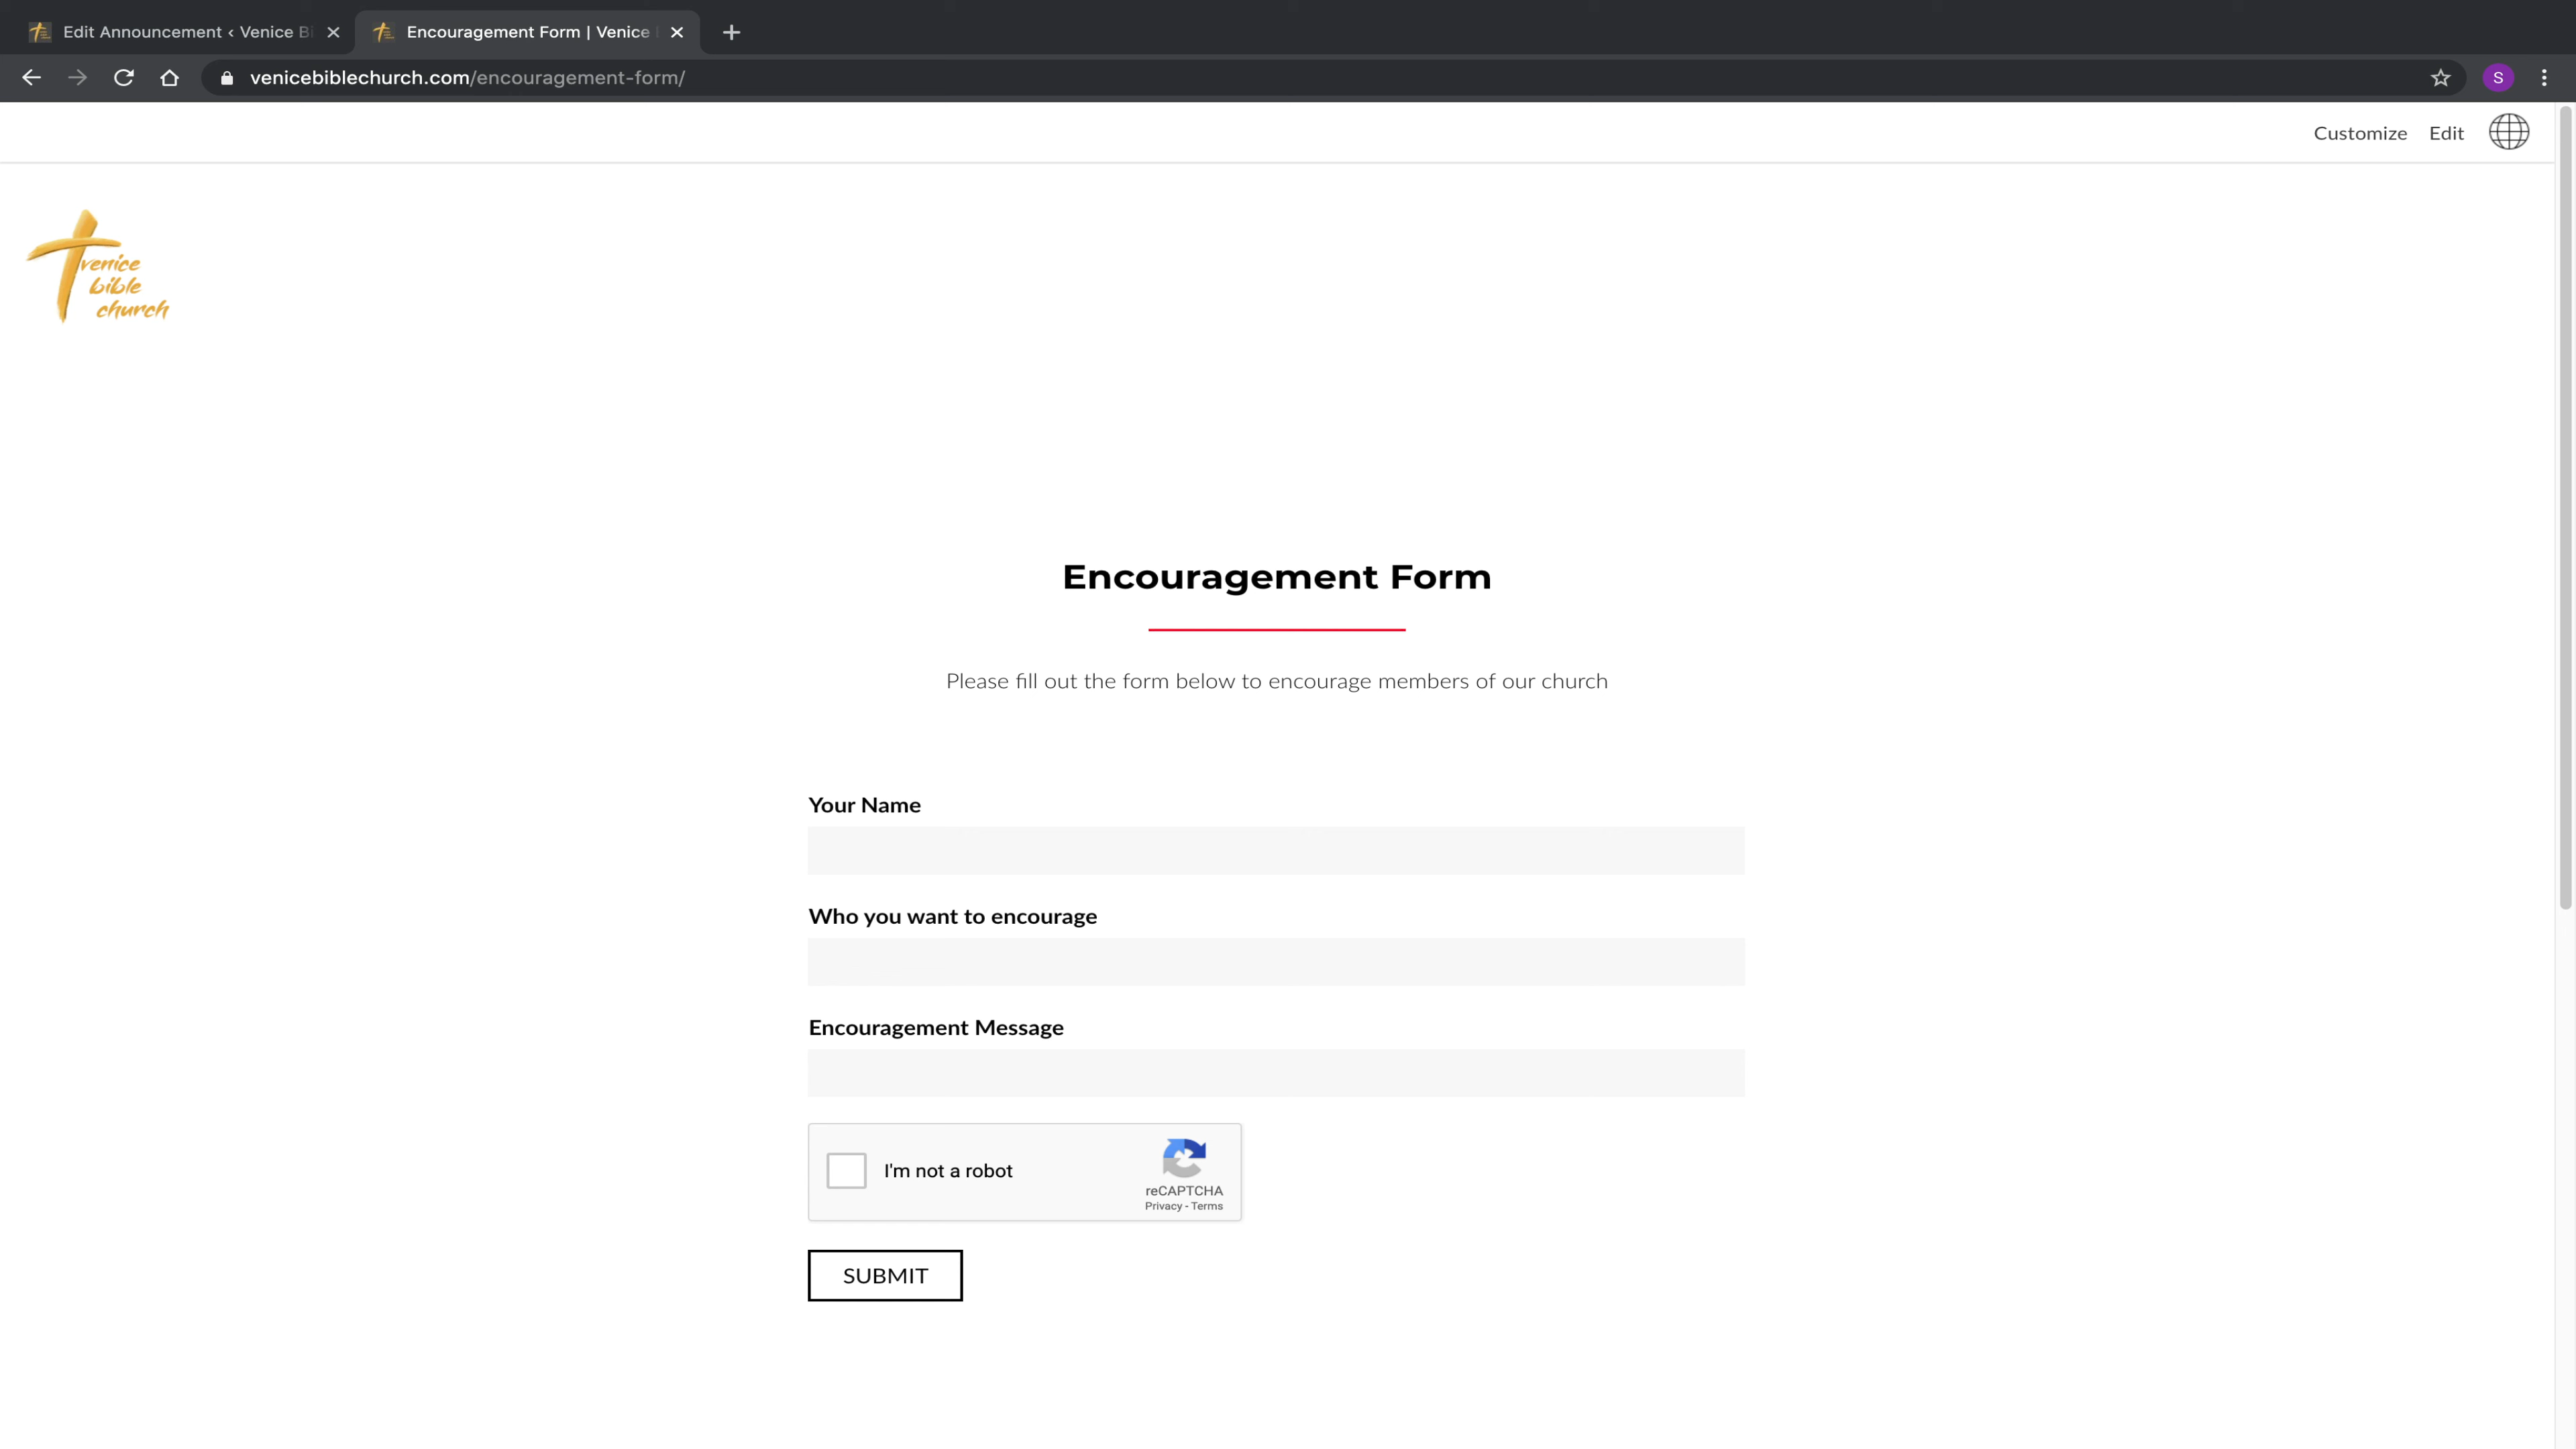 Edit Announcement ‹ Venice Bi
Encouragement Form | Venice
venicebiblechurch.com/encouragement-form/
S
Customize Edit
venice
bible
church
Encouragement Form
Please fill out the form below to encourage members of our church
Your Name
Who you want to encourage
Encouragement Message
I'm not a robot
reCAPTCHA
Privacy - Terms
SUBMIT